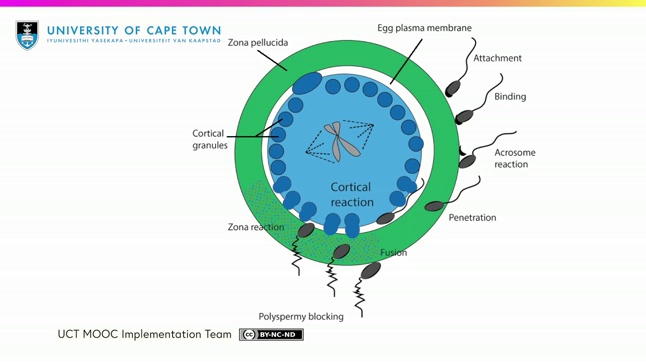 UNIVERSITY OF CAPE TOWN
IYUNIVESITHI YASEKAPA • UNIVERSITEIT VAN KAAPSTAD
Egg plasma membrane
Zona pellucida
Attachment
Binding
Cortical
granules
Acrosome
reaction
Cortical
reaction
Penetration
Zona reaction
Fusion
Polyspermy blocking
UCT MOOC Implementation Team
cc BY-NC-ND